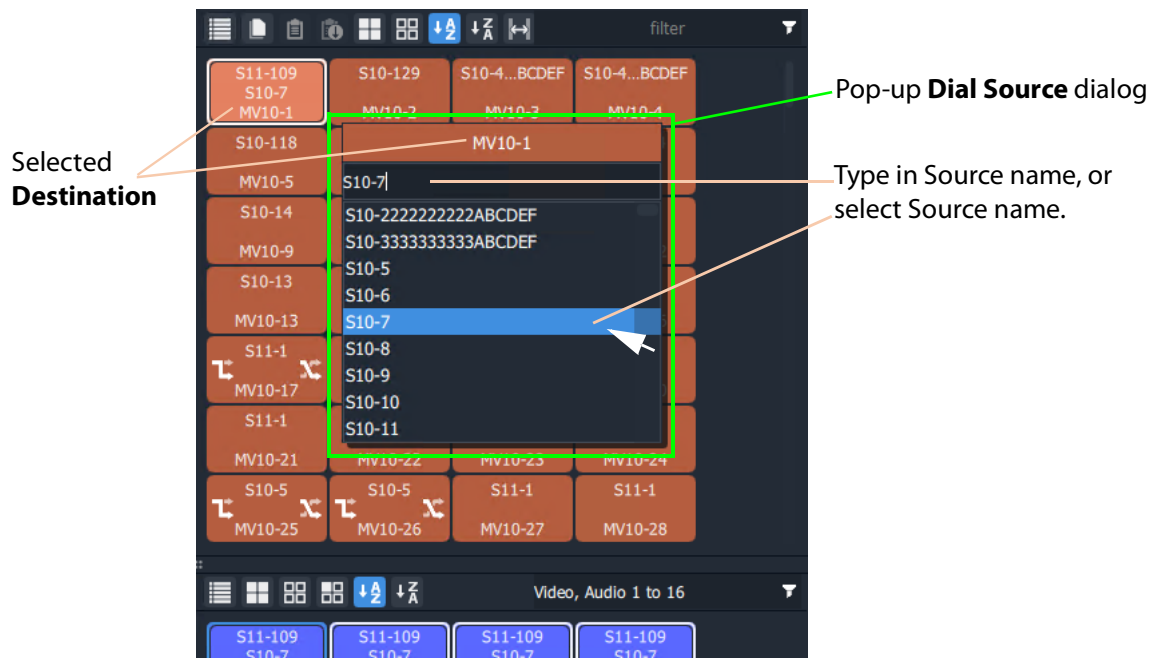 filter
S11-109
S10-7
MV10-1
S10-129
MV10-2
S10-4...BCDEF
MV10-3
S10-4...BCDEF
MV10-4
Pop-up Dial Source dialog
Selected
Destination
S10-118
MV10-5
MV10-1
S10-7
Type in Source name, or
select Source name.
S10-2222222222ABCDEF
S10-3333333333ABCDEF
S10-5
S10-6
S10-7
S10-8
S10-9
S10-10
S10-11
S10-14
MV10-9
S10-13
MV10-13
S11-1
MV10-17
S11-1
MV10-21
MV10-22
MV10-23
MV10-24
S10-5
MV10-25
S10-5
MV10-26
S11-1
MV10-27
S11-1
MV10-28
Video, Audio 1 to 16
S11-109
S10-7
S11-109
S10-7
S11-109
S10-7
S11-109
S10-7